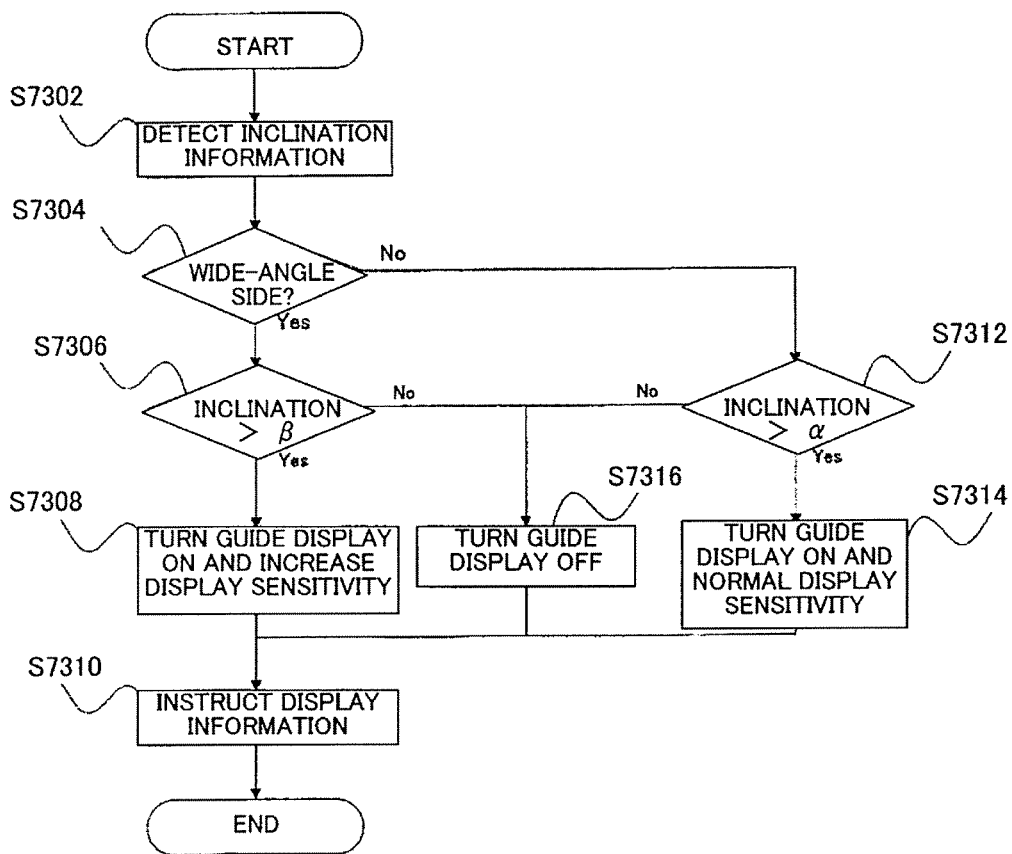 START
S7302
DETECT INCLINATION
INFORMATION
S7304
WIDE-ANGLE
SIDE?
No
Yes
S7306
INCLINATION
> β
No
Yes
S7312
INCLINATION
> α
No
Yes
S7308
TURN GUIDE DISPLAY
ON AND INCREASE
DISPLAY SENSITIVITY
S7316
TURN GUIDE
DISPLAY OFF
S7314
TURN GUIDE
DISPLAY ON AND
NORMAL DISPLAY
SENSITIVITY
S7310
INSTRUCT DISPLAY
INFORMATION
END